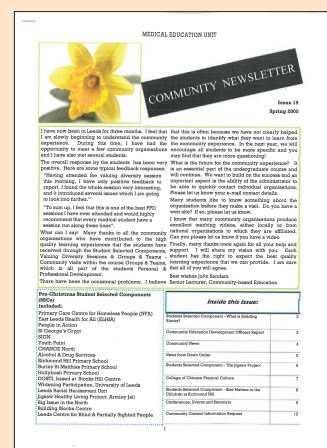 MEDICAL EDUCATION UNIT
COMMUNITY NEWSLETTER
Issue 19
Spring 2005
I have now been in Leeds for three months. I feel that
I am slowly beginning to understand the community
experience. During this time, I have had the
opportunity to meet a few community organisations
and I have also met several students.
The overall response by the students has been very
positive. Here are some typical feedback responses:
"Having attended the valuing diversity session
this morning, I have only positive feedback to
report. I found the whole session very interesting,
and it introduced several issues which I am going
to look into further."
"To sum up, I feel that this is one of the best PPD
sessions I have ever attended and would highly
recommend that every medical school have a
session run along these lines".
What can I say? Many thanks to all the community
organisations who have contributed to the high
quality learning experiences that the students have
received through the Student Selected Components,
Valuing Diversity Sessions & Groups & Teams -
Community visits within the course Groups & Teams,
which is all part of the students Personal &
Professional Development.
There have been the occasional problems. I believe
that this is often because we have not clearly helped
the students to identify what they want to learn from
the community experience. In the next year, we will
encourage all students to be more specific and you
may find that they are more questioning!
What is the future for the community experience? It
is an essential part of the undergraduate course and
will continue. We want to build on the success and an
important aspect is the ability of the administrators to
be able to quickly contact individual organisations.
Please let us know your e-mail contact details.
Many students like to know something about the
organisation before they make a visit. Do you have a
web site? If so, please let us know.
I know that many community organisations produce
excellent teaching videos, either locally or from
national organisations to which they are affiliated.
Can you please let us know if you have a video
Finally, many thanks once again for all your help and
support. I will share my vision with you. Each
student has the right to expect the best quality
learning experience that we can provide. I am sure
that all of you will agree.
Best wishes John Sandars
Senior Lecturer, Community-based Education
Pre-Christmas Student Selected Components
(SSCs)
included:
Primary Care Centre for Homeless People (NFA)
East Leeds Health for All (ELHfA)
People in Action
St George's Crypt
SIGN
Youth Point
CHANGE North
Alcohol & Drug Services
Richmond Hill Primary School
Burley St Matthias Primary School
Hollybush Primary School
DOSTI, based at Roche Hill Centre
Widening Participation, University of Leeds
Leeds Racial Harassment Unit
Jigsaw Healthy Living Project, Armley Jail
Big Issue in the North
Building Blocks Centre
Leeds Centre for Blind & Partially Sighted People
Inside this issue:
Students Selected Component - What is Building Blocks? 2
Community Education Development Officers Report 3
Community News 4
News from Down Under 5
Students Selected Component - The Jigsaw Project 6
College of Chinese Physical Culture 7
Students Selected Component - Size Matters to the Children at Richmond Hill 8
Conferences, Events and Seminars 9
Community Contact Information Request 10
1